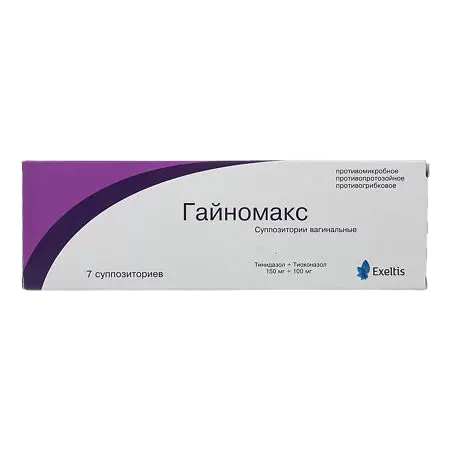 противомикробное
противопротозойное
противогрибковое
Гайномакс
Суппозитории вагинальные
7 суппозиториев
Тинидазол + Тиоконазол
150 мг + 100 мг
Exeltis